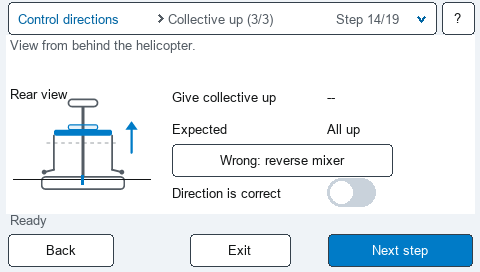 Control directions > Collective up (3/3) Step 14/19 ?
View from behind the helicopter.
Rear view
Give collective up --
Expected All up
Wrong: reverse mixer
Direction is correct
Ready
Back Exit Next step